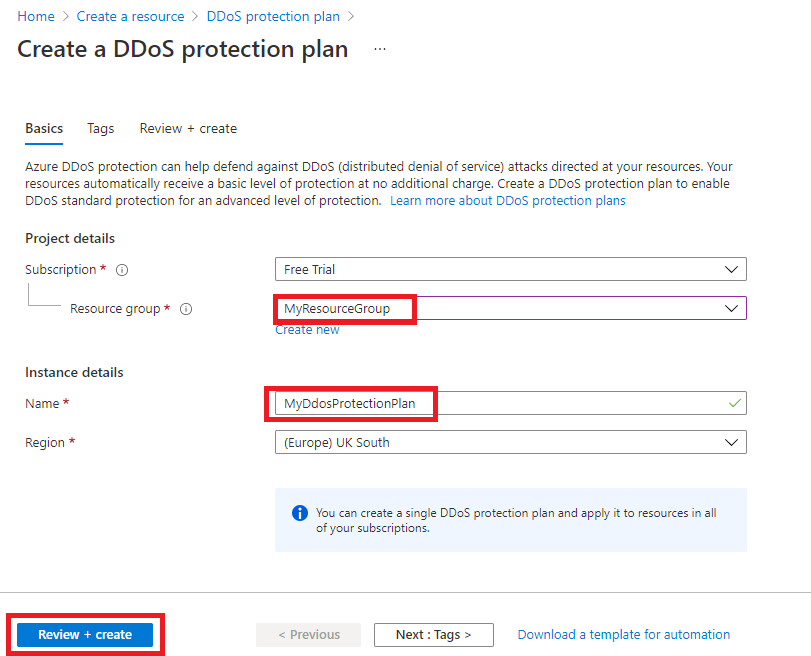 Home > Create a resource > DDoS protection plan >
Create a DDoS protection plan ...
Basics Tags Review + create
Azure DDoS protection can help defend against DDoS (distributed denial of service) attacks directed at your resources. Your
resources automatically receive a basic level of protection at no additional charge. Create a DDoS protection plan to enable
DDoS standard protection for an advanced level of protection. Learn more about DDoS protection plans
Project details
Subscription * Free Trial
Resource group * MyResourceGroup
Create new
Instance details
Name * MyDdosProtectionPlan
Region * (Europe) UK South
You can create a single DDoS protection plan and apply it to resources in all
of your subscriptions.
Review + create < Previous Next : Tags > Download a template for automation